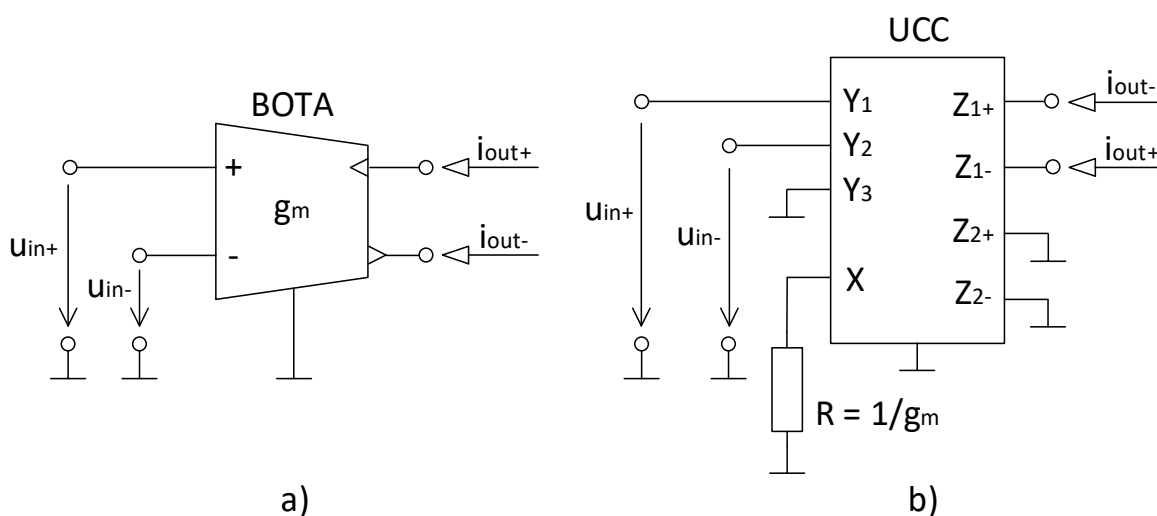 BOTA
+
gm
-
uin+
uin-
iout+
iout-
a)
UCC
Y1
Y2
Y3
X
Z1+
Z1-
Z2+
Z2-
iout-
iout+
uin+
uin-
R = 1/gm
b)